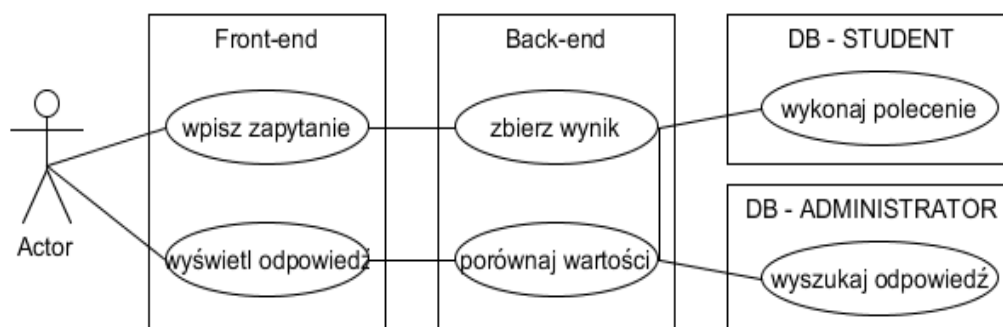 Front-end
Back-end
DB - STUDENT
wpisz zapytanie
zbierz wynik
wykonaj polecenie
DB - ADMINISTRATOR
Actor
wyświetl odpowiedź
porównaj wartości
wyszukaj odpowiedź